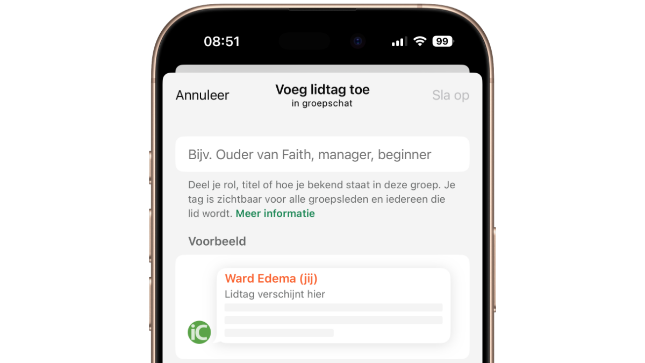 08:51
99
Annuleer
Voeg lidtag toe
in groepschat
Sla op
Bijv. Ouder van Faith, manager, beginner
Deel je rol, titel of hoe je bekend staat in deze groep. Je
tag is zichtbaar voor alle groepsleden en iedereen die
lid wordt. Meer informatie
Voorbeeld
Ward Edema (jij)
Lidtag verschijnt hier
iC